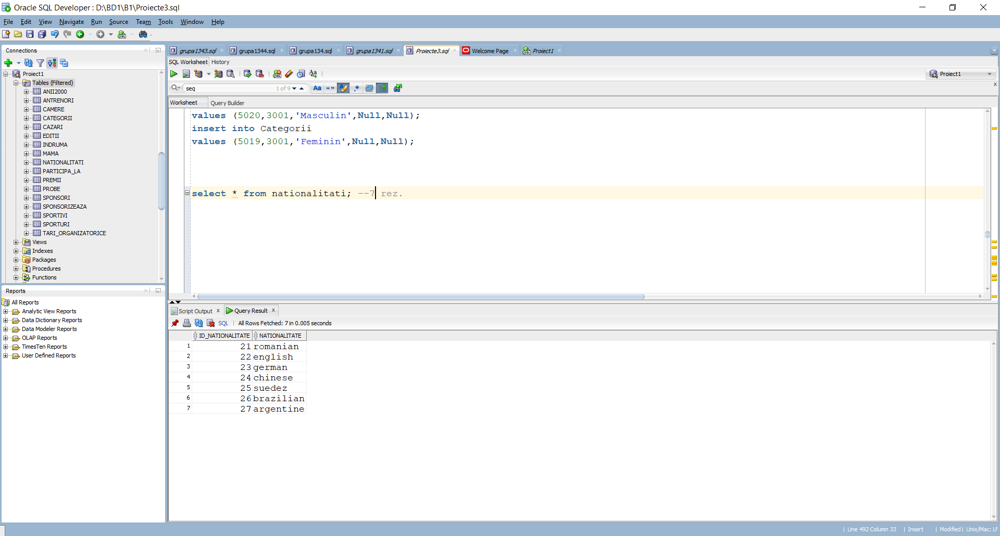 Oracle SQL Developer : D:\BD1\B1\Proiecte3.sql
File Edit View Navigate Run Source Team Tools Window Help
Connections
Proiect1
Tables (Filtered)
ANII2000
ANTRENORI
CAMERE
CATEGORII
CAZARI
EDITII
INDRUMA
MAMA
NATIONALITATI
PARTICIPA_LA
PREMII
PROBE
SPONSORI
SPONSORIZEAZA
SPORTIVI
SPORTURI
TARI_ORGANIZATORICE
Views
Indexes
Packages
Procedures
Functions
Reports
All Reports
Analytic View Reports
Data Dictionary Reports
Data Modeler Reports
OLAP Reports
TimesTen Reports
User Defined Reports
grupa1343.sql grupa1344.sql grupa134.sql grupa1341.sql Proiecte3.sql Welcome Page Proiect1
SQL Worksheet History
Proiect1
seq 1 of 9
Worksheet Query Builder
values (5020,3001,'Masculin',Null,Null);
insert into Categorii
values (5019,3001,'Feminin',Null,Null);
select * from nationalitati; --7 rez.
Script Output x Query Result x
SQL | All Rows Fetched: 7 in 0.005 seconds
ID_NATIONALITATE NATIONALITATE
1 21 romanian
2 22 english
3 23 german
4 24 chinese
5 25 suedez
6 26 brazilian
7 27 argentine
| Line 492 Column 33 | Insert | Modified | Unix/Mac: LF